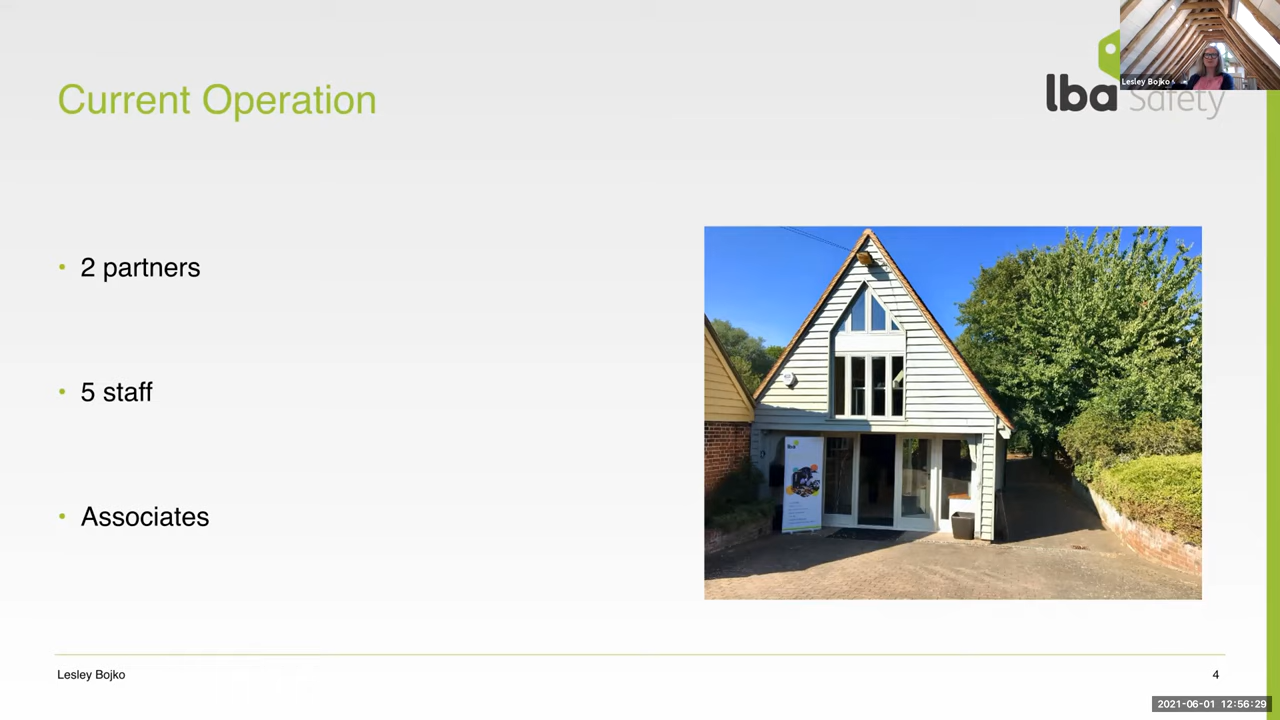 Current Operation
lba safety
Lesley Bojko
2 partners
5 staff
Associates
lba
Lesley Bojko
4
2021-06-01 12:56:29